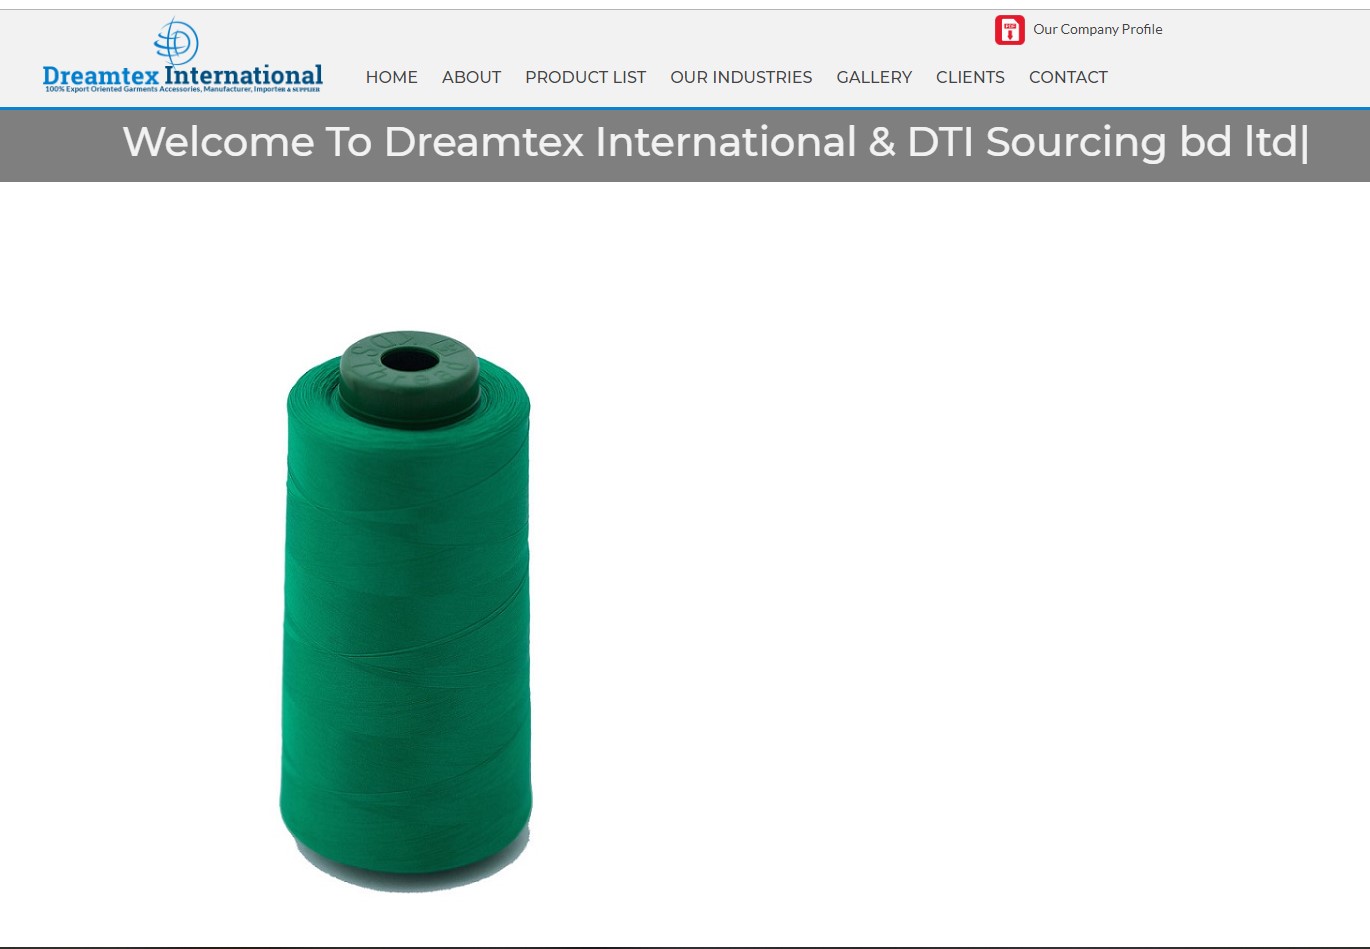 Our Company Profile
Dreamtex International
100% Export Oriented Garments Accessories, Manufacturer, Importer & SUPPLIER
HOME ABOUT PRODUCT LIST OUR INDUSTRIES GALLERY CLIENTS CONTACT
Welcome To Dreamtex International & DTI Sourcing bd ltd|
Thread